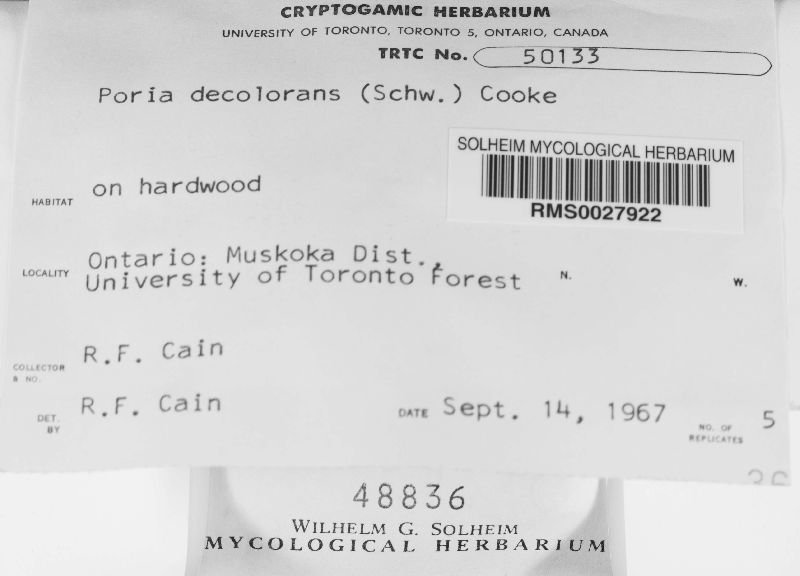 CRYPTOGAMIC HERBARIUM
UNIVERSITY OF TORONTO, TORONTO 5, ONTARIO, CANADA
TRTC No. 50133
Poria decolorans (Schw.) Cooke
SOLHEIM MYCOLOGICAL HERBARIUM
RMS0027922
HABITAT on hardwood
LOCALITY Ontario: Muskoka Dist.,
University of Toronto Forest N. W.
COLLECTOR & NO. R.F. Cain
DET. BY R.F. Cain
DATE Sept. 14, 1967
NO. OF REPLICATES 5
48836
WILHELM G. SOLHEIM
MYCOLOGICAL HERBARIUM